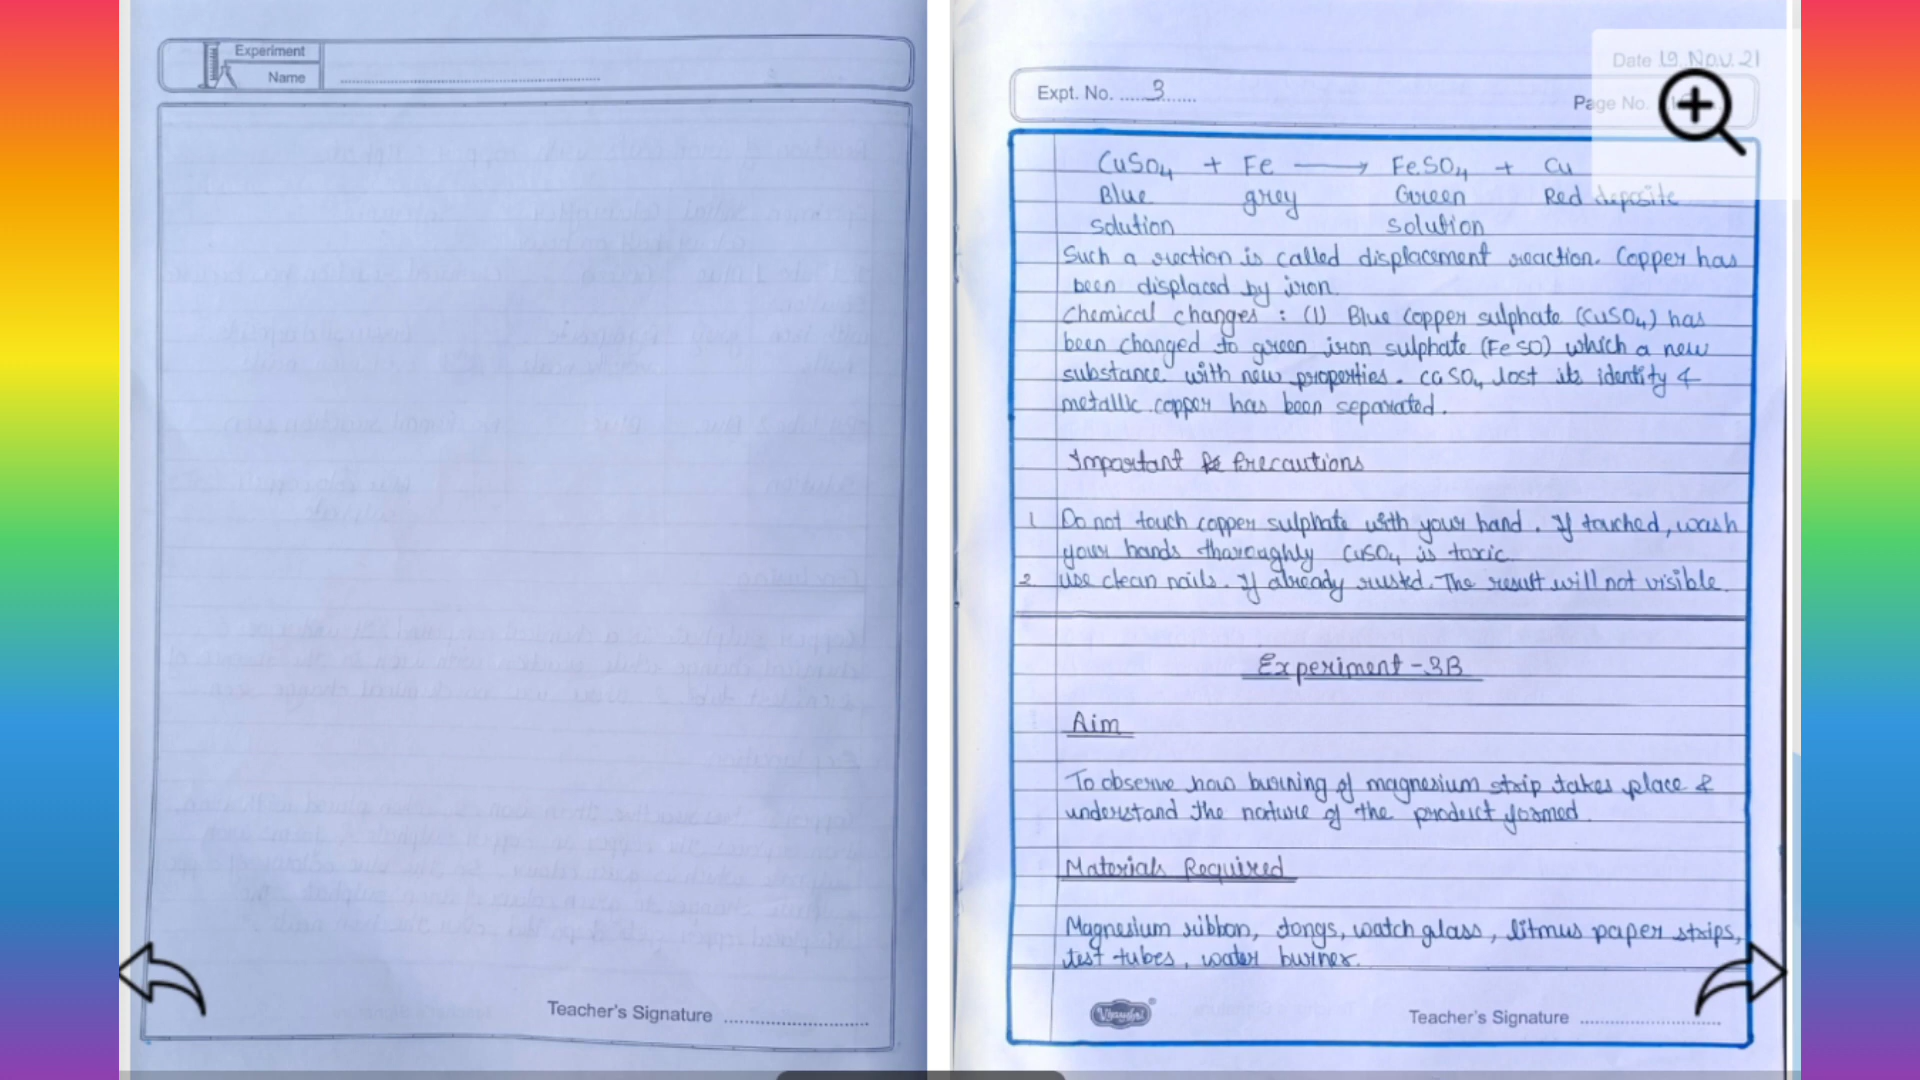 Experiment
Name
Teacher's Signature
Date 19. Nov. 21
Expt. No. 3
Page No.
CuSO4 + Fe → FeSO4 + Cu
Blue grey Green Red deposite
solution solution
Such a rection is called displacement reaction. Copper has
been displaced by iron.
Chemical changes : (1) Blue Copper sulphate (CuSO4) has
been changed to green iron sulphate (FeSO) which a new
substance with new properties. CaSO4 lost its identity &
metallic copper has been separated.
Important Precautions
1. Do not touch copper sulphate with your hand. If touched, wash
your hands thoroughly CuSO4 is toxic.
2. Use clean nails. If already rusted. The result will not visible.
Experiment - 3B
Aim
To observe how burning of magnesium strip takes place &
understand the nature of the product formed.
Materials Required
Magnesium ribbon, tongs, watch glass, litmus paper strips,
test tubes, water burner.
Teacher's Signature